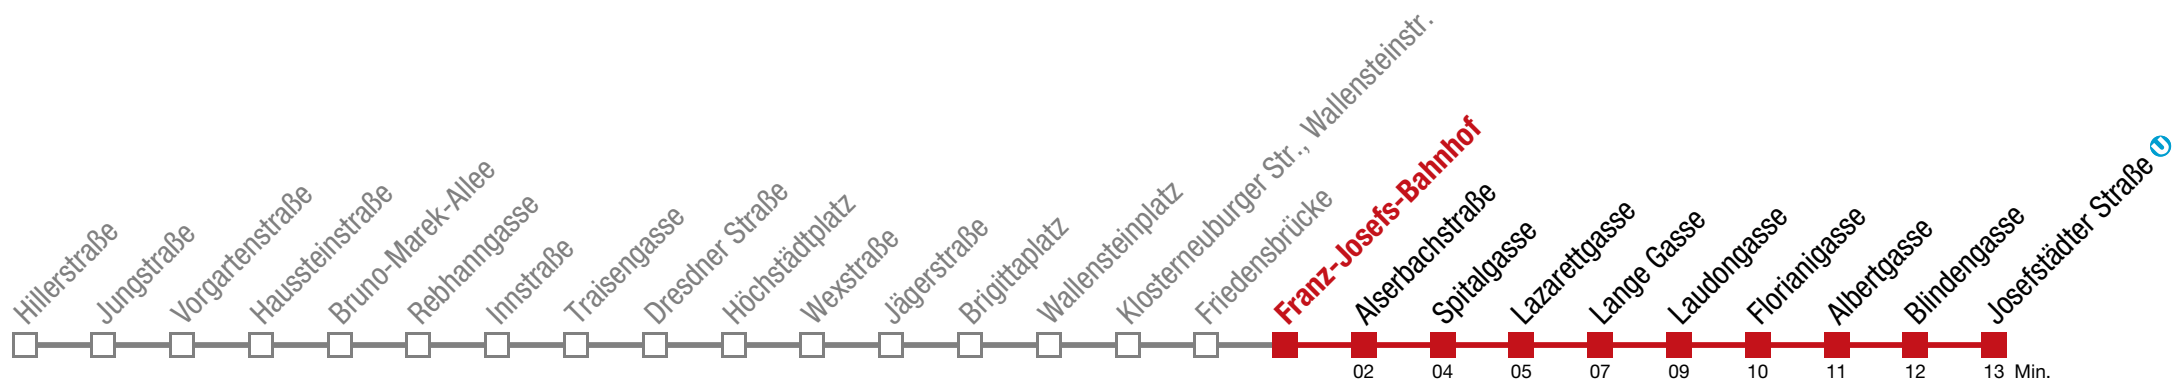 Hillerstraße
Jungstraße
Vorgartenstraße
Haussteinstraße
Bruno-Marek-Allee
Rebhanngasse
Innstraße
Traisengasse
Dresdner Straße
Höchstädtplatz
Wexstraße
Jägerstraße
Brigittaplatz
Wallensteinplatz
Klosterneuburger Str., Wallensteinstr.
Friedensbrücke
Franz-Josefs-Bahnhof
Alserbachstraße
Spitalgasse
Lazarettgasse
Lange Gasse
Laudongasse
Florianigasse
Albertgasse
Blindengasse
Josefstädter Straße U
02 04 05 07 09 10 11 12 13 Min.